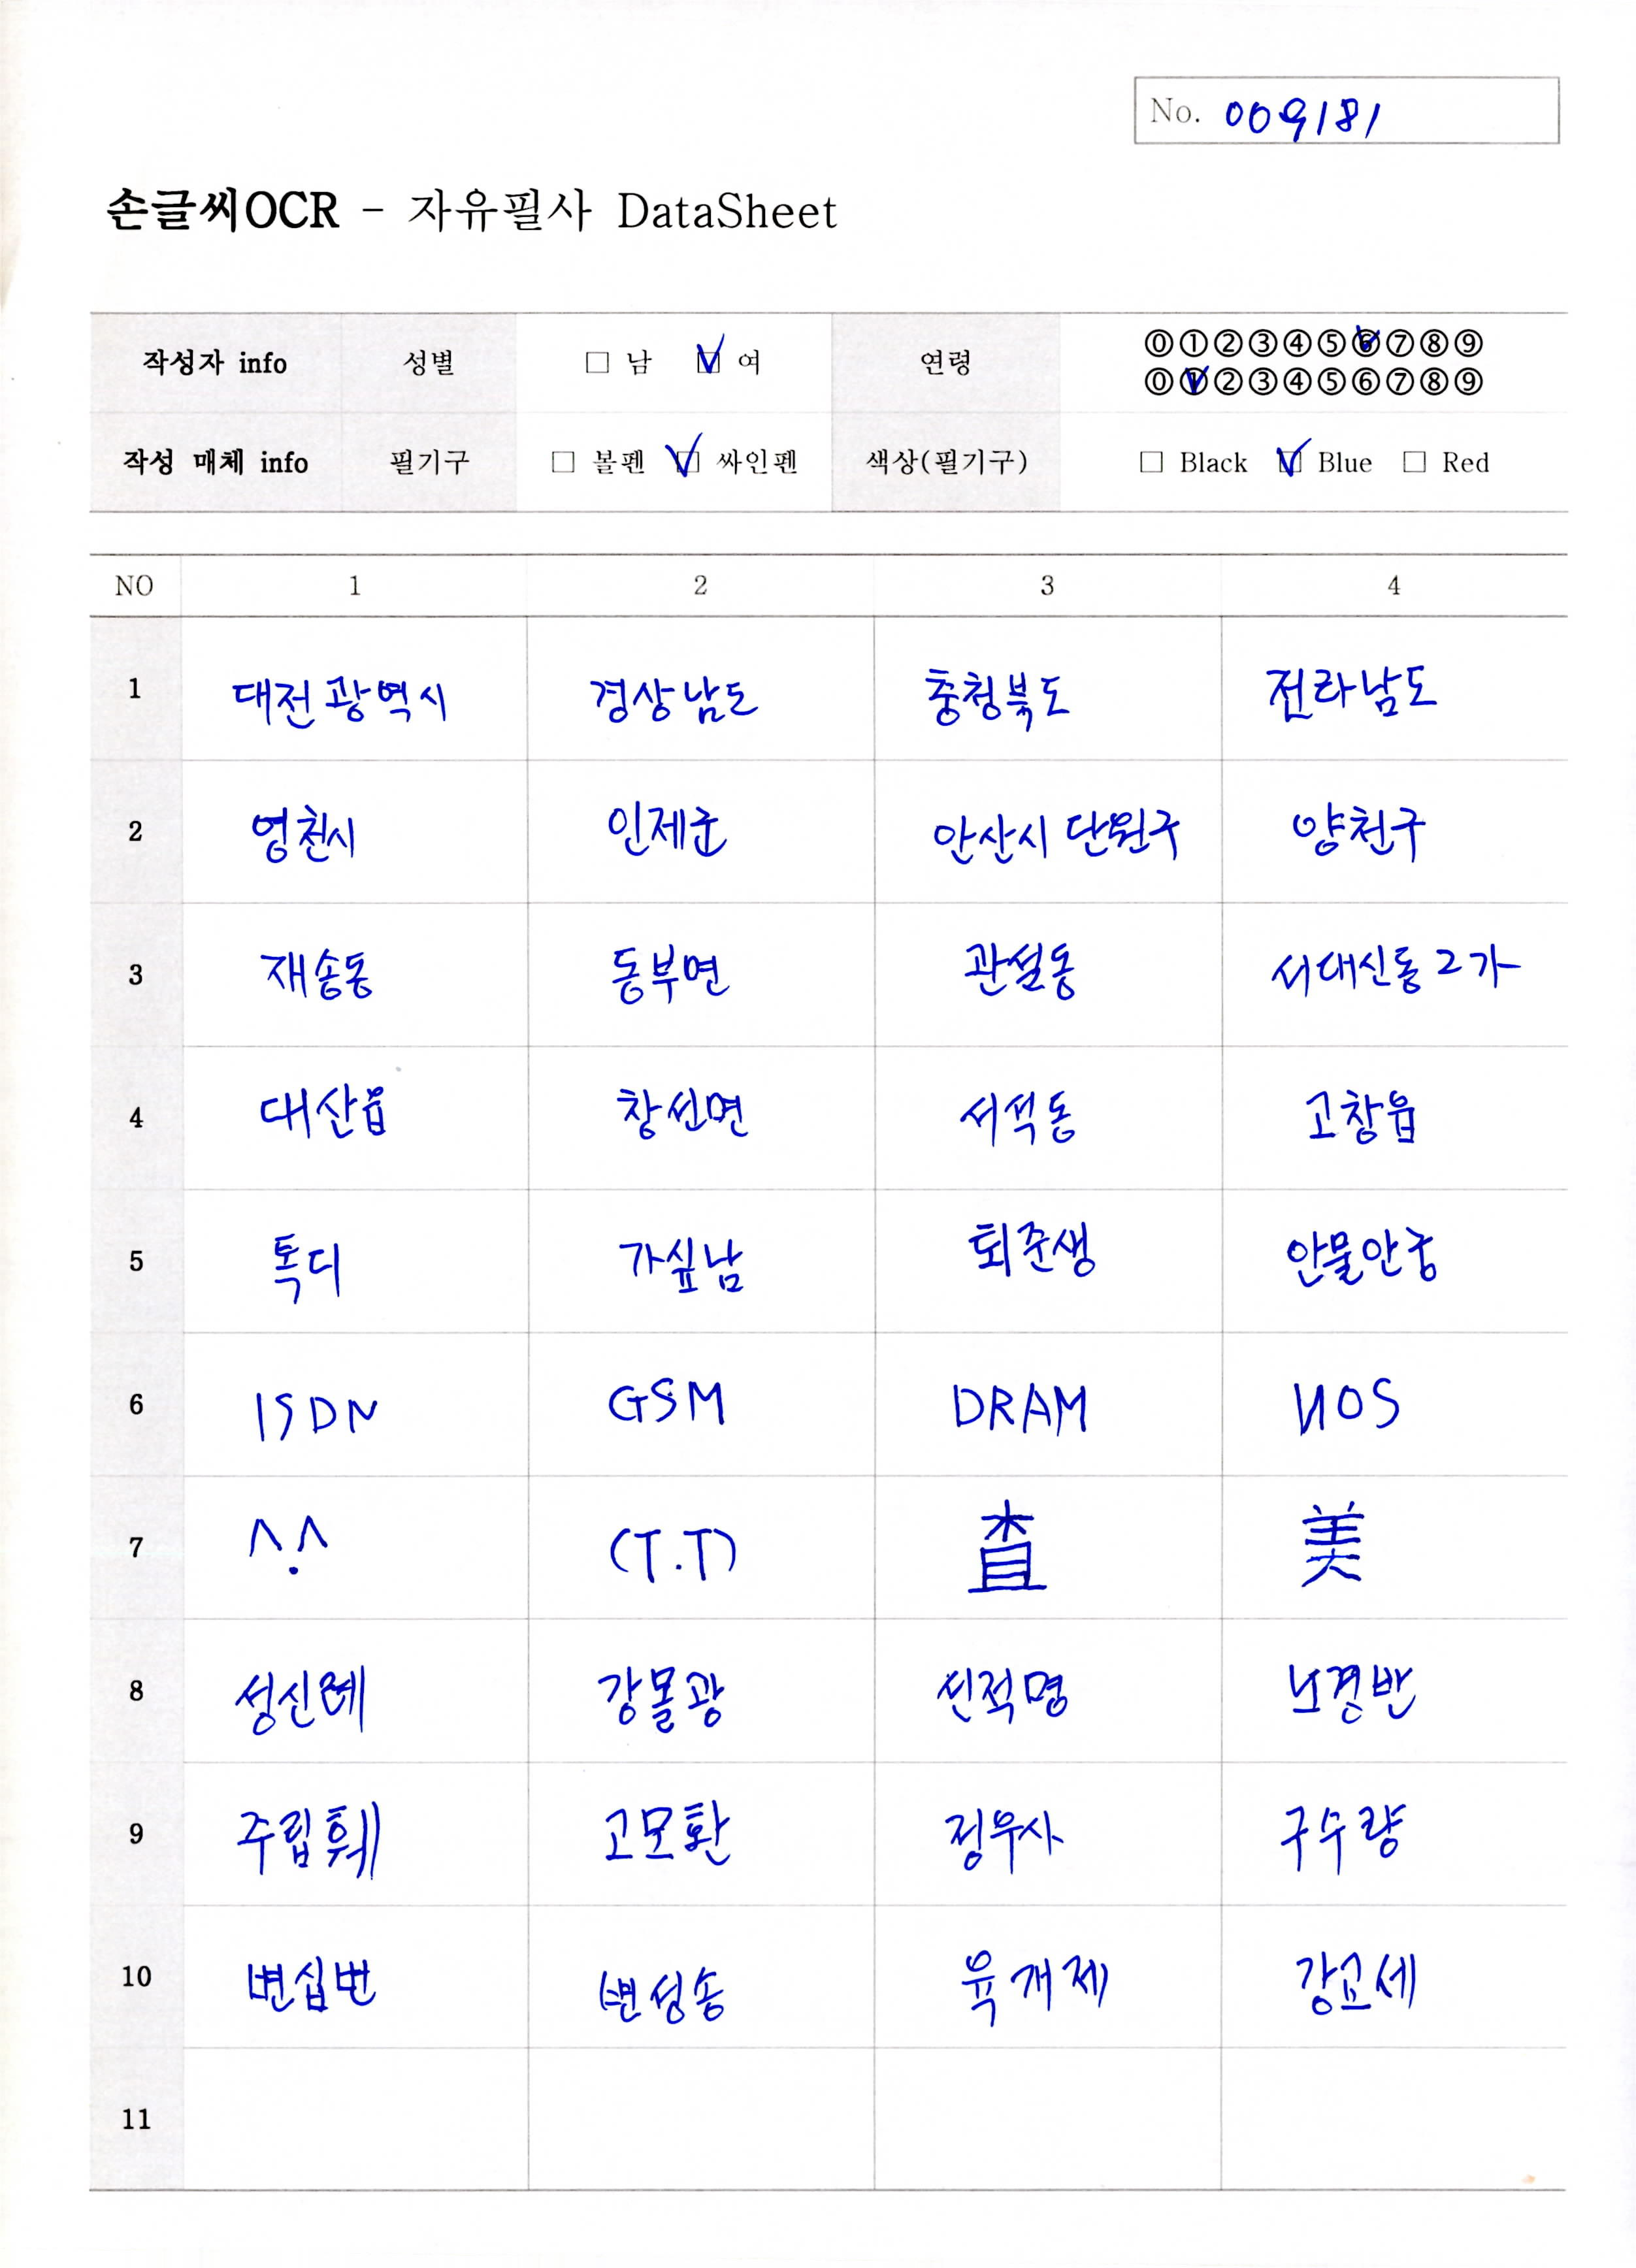 No. 009181
손글씨OCR - 자유필사 DataSheet
작성자 info 성별 □ 남 ☑ 여 연령 ⓪①②③④⑤⑥⑦⑧⑨
⓪①②③④⑤⑥⑦⑧⑨
작성 매체 info 필기구 □ 볼펜 ☑ 싸인펜 색상(필기구) □ Black ☑ Blue □ Red
NO 1 2 3 4
1 대전광역시 경상남도 충청북도 전라남도
2 영천시 인제군 안산시 단원구 양천구
3 재송동 동부면 관설동 서대신동2가
4 대산읍 창선면 서석동 고창읍
5 톡디 가싶남 퇴준생 안물안궁
6 ISDN GSM DRAM NOS
7 ^.^ (T.T) 査 美
8 성신례 강몰광 선적명 노경반
9 주립휘 고모환 정우사 구수량
10 변십번 변성송 육개제 강교세
11